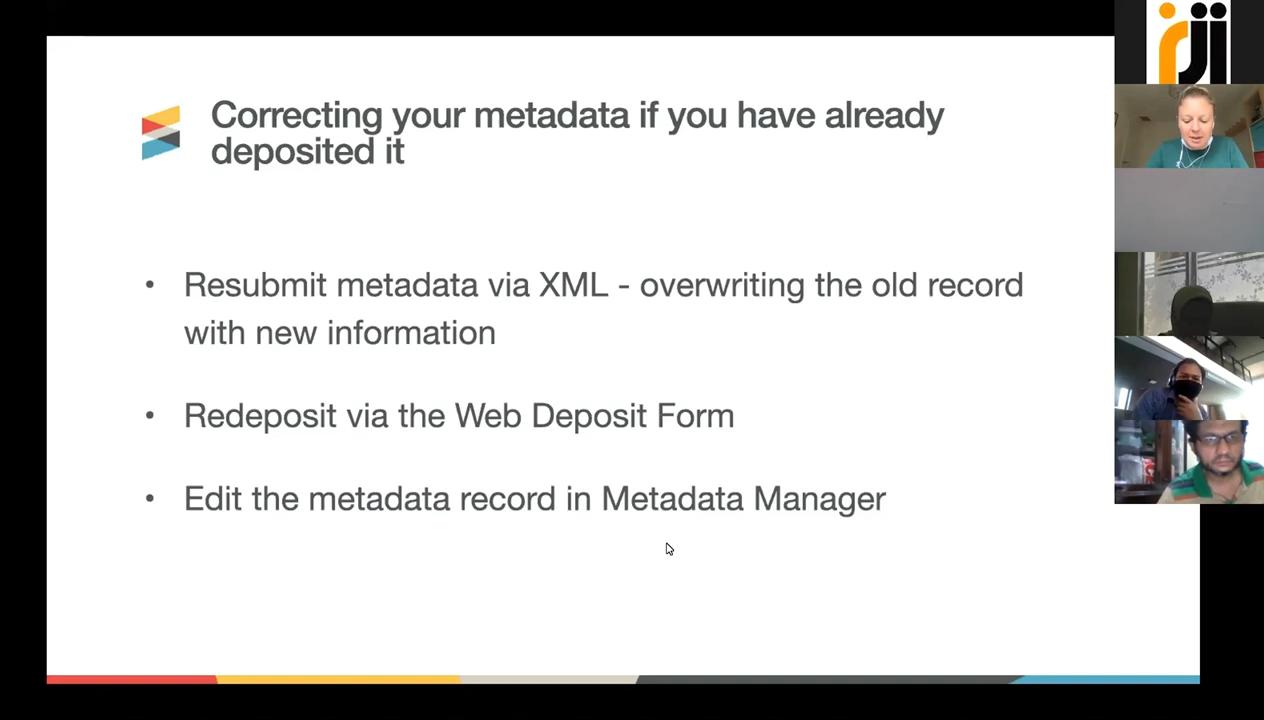 Correcting your metadata if you have already
deposited it
• Resubmit metadata via XML - overwriting the old record
with new information
• Redeposit via the Web Deposit Form
• Edit the metadata record in Metadata Manager